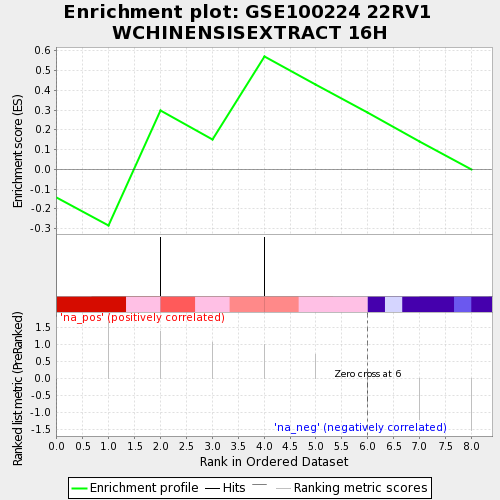 Enrichment plot: GSE100224 22RV1
WCHINENSISEXTRACT 16H
Enrichment score (ES)
0.6
0.5
0.4
0.3
0.2
0.1
0.0
-0.1
-0.2
-0.3
'na_pos' (positively correlated)
Ranked list metric (PreRanked)
1.5
1.0
0.5
0.0
-0.5
-1.0
-1.5
Zero cross at 6
'na_neg' (negatively correlated)
0.0 0.5 1.0 1.5 2.0 2.5 3.0 3.5 4.0 4.5 5.0 5.5 6.0 6.5 7.0 7.5 8.0
Rank in Ordered Dataset
Enrichment profile Hits Ranking metric scores